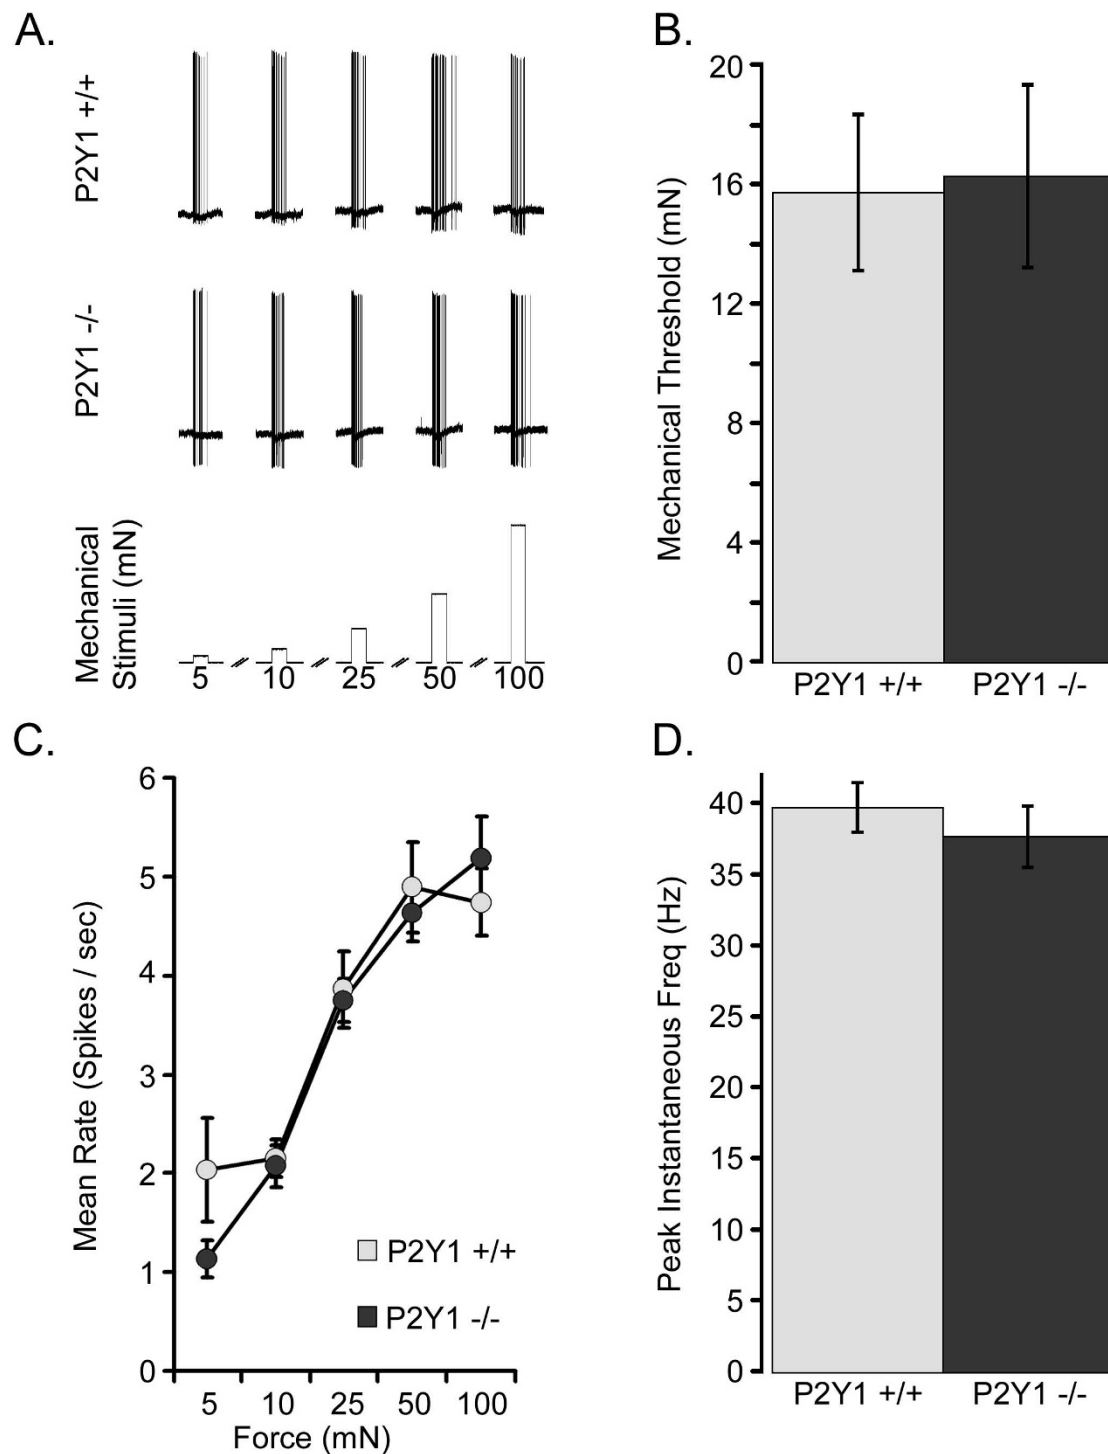 A.
P2Y1 +/+
P2Y1 -/-
Mechanical
Stimuli (mN)
5 10 25 50 100
B.
Mechanical Threshold (mN)
20
16
12
8
4
0
P2Y1 +/+ P2Y1 -/-
C.
Mean Rate (Spikes / sec)
6
5
4
3
2
1
0
P2Y1 +/+
P2Y1 -/-
5 10 25 50 100
Force (mN)
D.
Peak Instantaneous Freq (Hz)
40
35
30
25
20
15
10
5
0
P2Y1 +/+ P2Y1 -/-